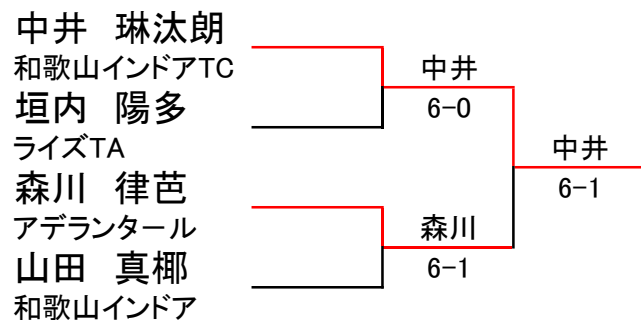 中井　琳汰朗
和歌山インドアTC
垣内　陽多
ライズTA
森川　律芭
アデランタール
山田　真梛
和歌山インドア
中井
6-0
森川
6-1
中井
6-1